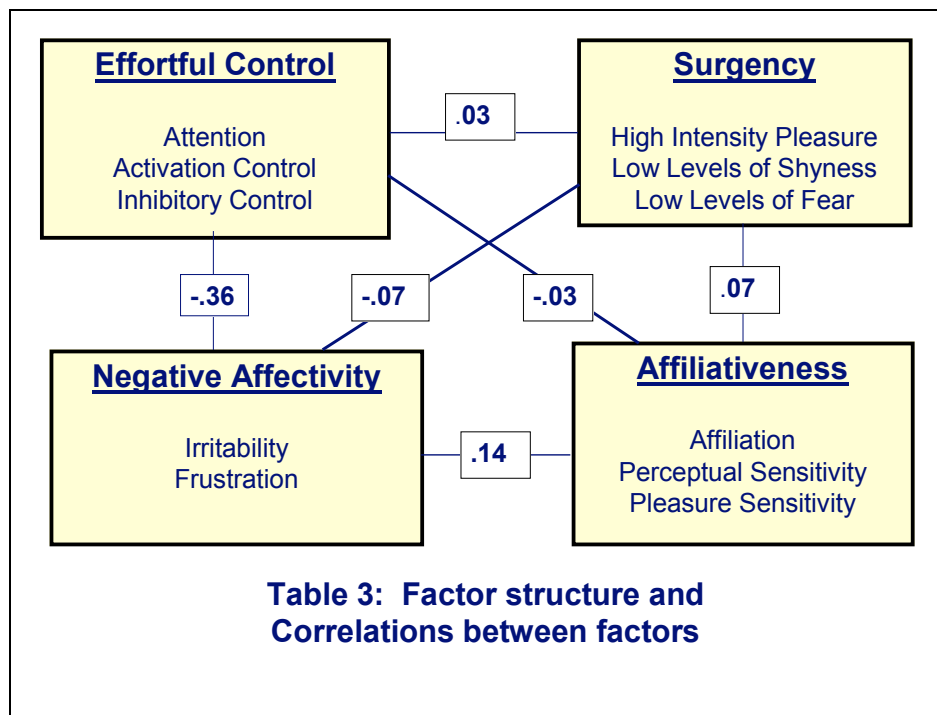 Effortful Control
Attention
Activation Control
Inhibitory Control
.03
Surgency
High Intensity Pleasure
Low Levels of Shyness
Low Levels of Fear
-.36
-.07
-.03
.07
Negative Affectivity
Irritability
Frustration
.14
Affiliativeness
Affiliation
Perceptual Sensitivity
Pleasure Sensitivity
Table 3: Factor structure and
Correlations between factors